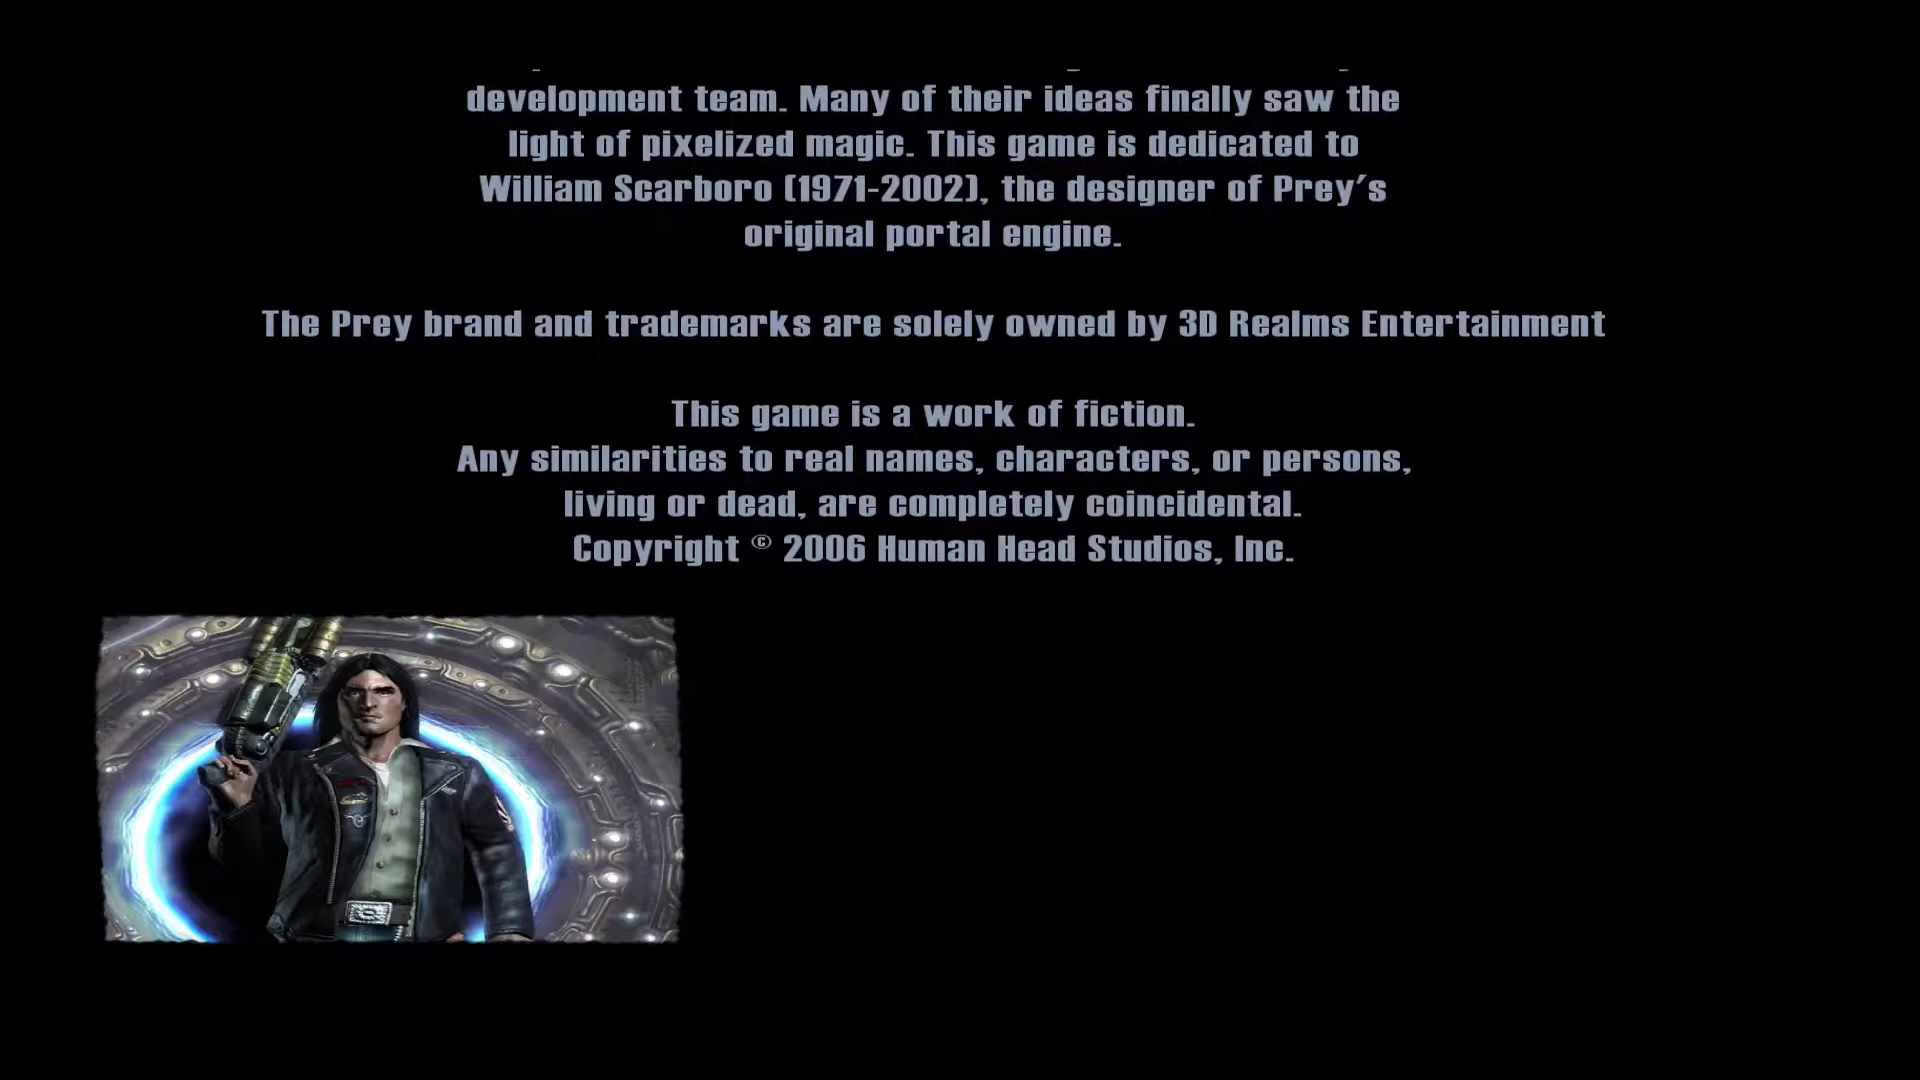 development team. Many of their ideas finally saw the
light of pixelized magic. This game is dedicated to
William Scarboro (1971-2002), the designer of Prey's
original portal engine.
The Prey brand and trademarks are solely owned by 3D Realms Entertainment
This game is a work of fiction.
Any similarities to real names, characters, or persons,
living or dead, are completely coincidental.
Copyright © 2006 Human Head Studios, Inc.